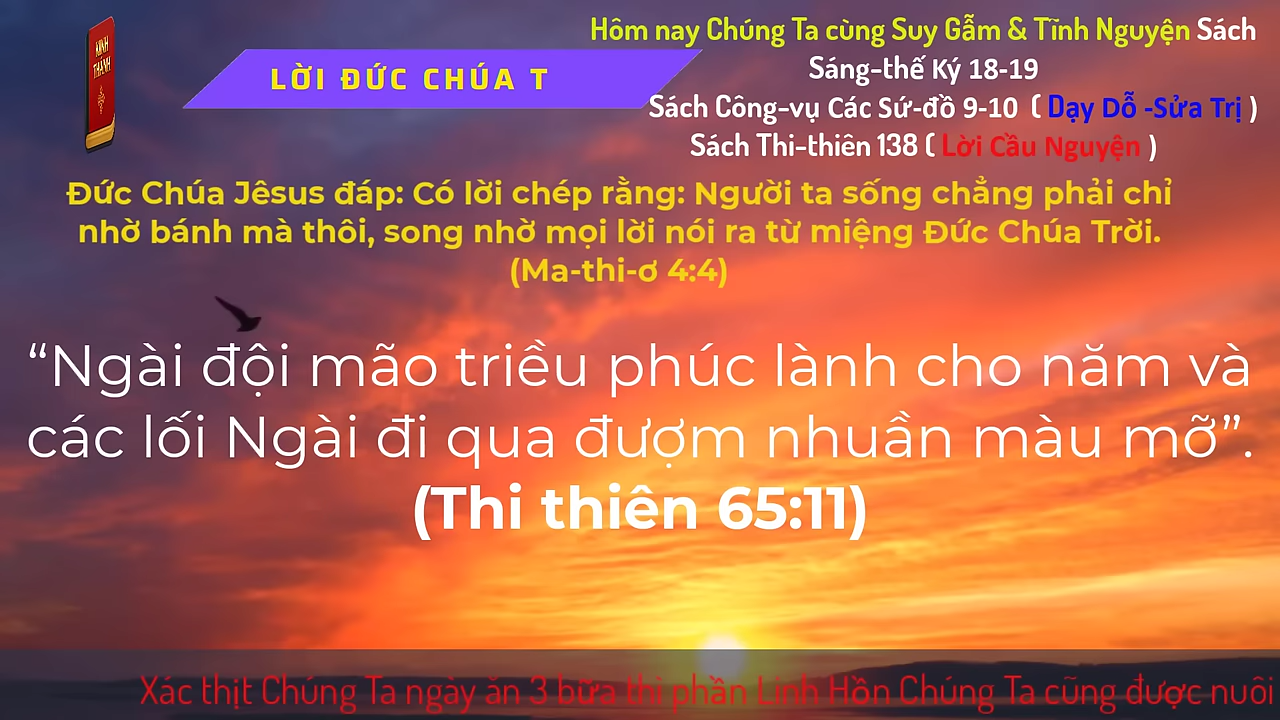 KINH
THÁNH
LỜI ĐỨC CHÚA T
Hôm nay Chúng Ta cùng Suy Gẫm & Tĩnh Nguyện Sách
Sáng-thế Ký 18-19
Sách Công-vụ Các Sứ-đồ 9-10 ( Dạy Dỗ -Sửa Trị )
Sách Thi-thiên 138 ( Lời Cầu Nguyện )
Đức Chúa Jêsus đáp: Có lời chép rằng: Người ta sống chẳng phải chỉ
nhờ bánh mà thôi, song nhờ mọi lời nói ra từ miệng Đức Chúa Trời.
(Ma-thi-ơ 4:4)
“Ngài đội mão triều phúc lành cho năm và
các lối Ngài đi qua đượm nhuần màu mỡ”.
(Thi thiên 65:11)
Xác thịt Chúng Ta ngày ăn 3 bữa thì phần Linh Hồn Chúng Ta cũng được nuôi